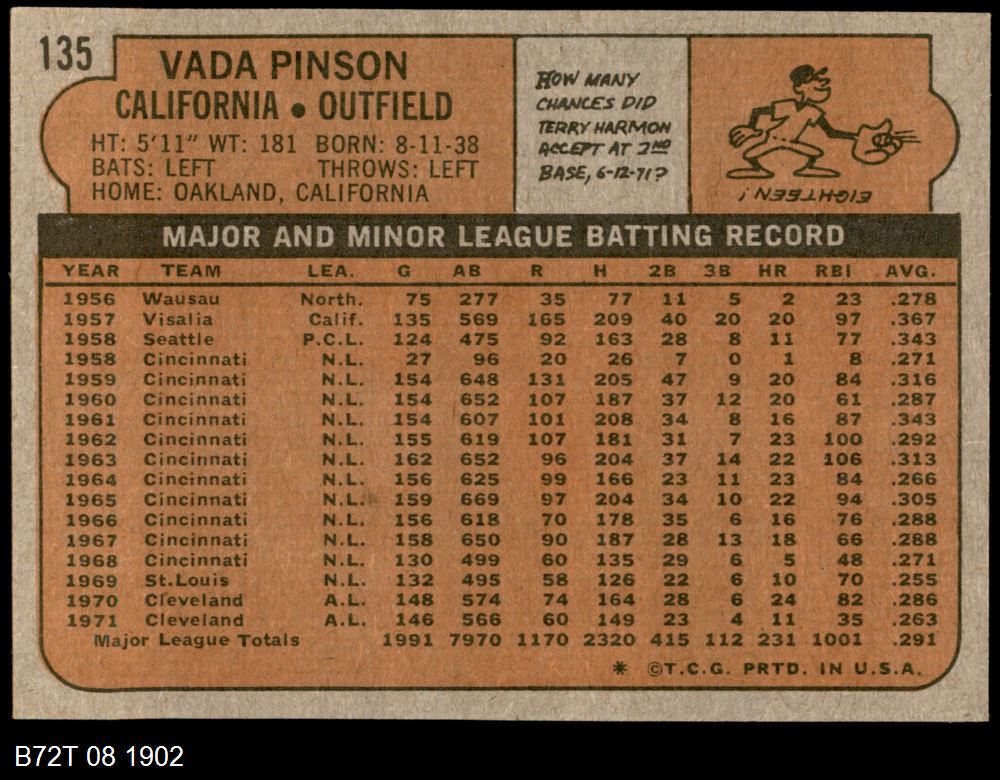 135
VADA PINSON
CALIFORNIA • OUTFIELD
HT: 5'11" WT: 181 BORN: 8-11-38
BATS: LEFT THROWS: LEFT
HOME: OAKLAND, CALIFORNIA
HOW MANY
CHANCES DID
TERRY HARMON
ACCEPT AT 2ND
BASE, 6-12-71?
EIGHTEEN!
MAJOR AND MINOR LEAGUE BATTING RECORD
YEAR TEAM LEA. G AB R H 2B 3B HR RBI AVG.
1956 Wausau North. 75 277 35 77 11 5 2 23 .278
1957 Visalia Calif. 135 569 165 209 40 20 20 97 .367
1958 Seattle P.C.L. 124 475 92 163 28 8 11 77 .343
1958 Cincinnati N.L. 27 96 20 26 7 0 1 8 .271
1959 Cincinnati N.L. 154 648 131 205 47 9 20 84 .316
1960 Cincinnati N.L. 154 652 107 187 37 12 20 61 .287
1961 Cincinnati N.L. 154 607 101 208 34 8 16 87 .343
1962 Cincinnati N.L. 155 619 107 181 31 7 23 100 .292
1963 Cincinnati N.L. 162 652 96 204 37 14 22 106 .313
1964 Cincinnati N.L. 156 625 99 166 23 11 23 84 .266
1965 Cincinnati N.L. 159 669 97 204 34 10 22 94 .305
1966 Cincinnati N.L. 156 618 70 178 35 6 16 76 .288
1967 Cincinnati N.L. 158 650 90 187 28 13 18 66 .288
1968 Cincinnati N.L. 130 499 60 135 29 6 5 48 .271
1969 St.Louis N.L. 132 495 58 126 22 6 10 70 .255
1970 Cleveland A.L. 148 574 74 164 28 6 24 82 .286
1971 Cleveland A.L. 146 566 60 149 23 4 11 35 .263
Major League Totals 1991 7970 1170 2320 415 112 231 1001 .291
* ©T.C.G. PRTD. IN U.S.A.
B72T 08 1902